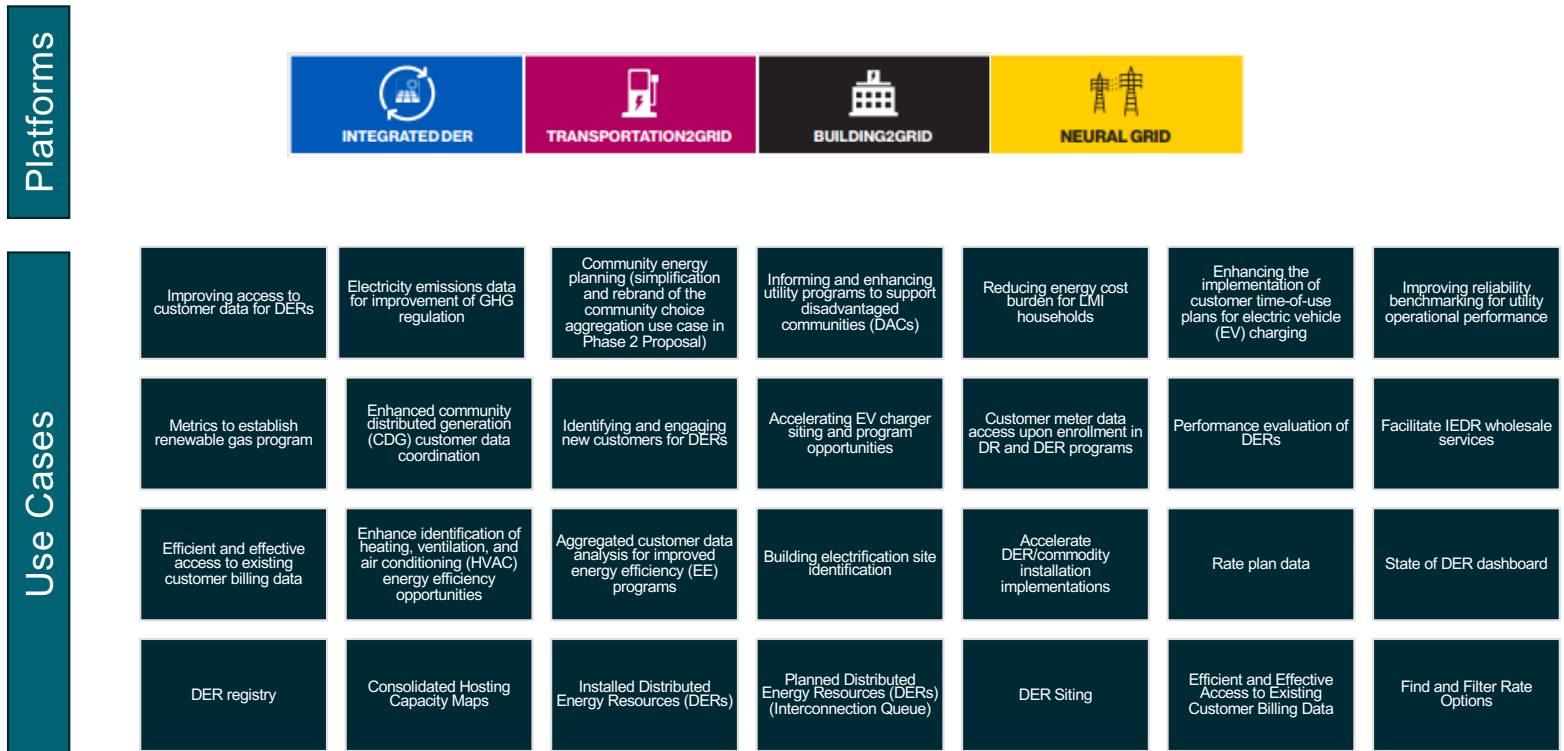 Platforms
INTEGRATED DER
TRANSPORTATION2GRID
BUILDING2GRID
NEURAL GRID
Use Cases
Improving access to
customer data for DERs
Electricity emissions data
for improvement of GHG
regulation
Community energy
planning (simplification
and rebrand of the
community choice
aggregation use case in
Phase 2 Proposal)
Informing and enhancing
utility programs to support
disadvantaged
communities (DACs)
Reducing energy cost
burden for LMI
households
Enhancing the
implementation of
customer time-of-use
plans for electric vehicle
(EV) charging
Improving reliability
benchmarking for utility
operational performance
Metrics to establish
renewable gas program
Enhanced community
distributed generation
(CDG) customer data
coordination
Identifying and engaging
new customers for DERs
Accelerating EV charger
siting and program
opportunities
Customer meter data
access upon enrollment in
DR and DER programs
Performance evaluation of
DERs
Facilitate IEDR wholesale
services
Efficient and effective
access to existing
customer billing data
Enhance identification of
heating, ventilation, and
air conditioning (HVAC)
energy efficiency
opportunities
Aggregated customer data
analysis for improved
energy efficiency (EE)
programs
Building electrification site
identification
Accelerate
DER/commodity
installation
implementations
Rate plan data
State of DER dashboard
DER registry
Consolidated Hosting
Capacity Maps
Installed Distributed
Energy Resources (DERs)
Planned Distributed
Energy Resources (DERs)
(Interconnection Queue)
DER Siting
Efficient and Effective
Access to Existing
Customer Billing Data
Find and Filter Rate
Options